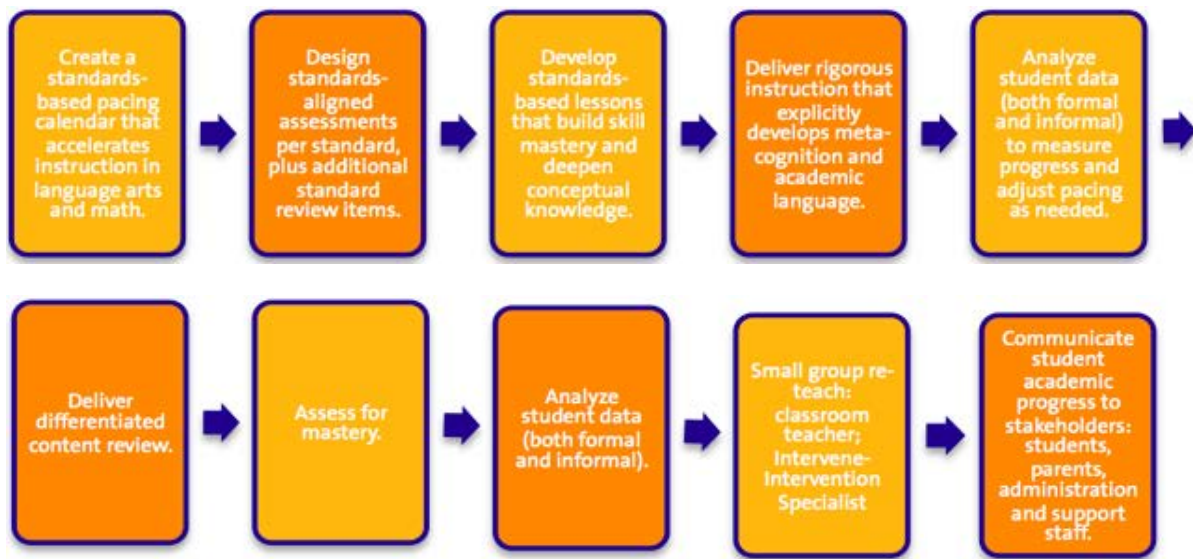 Create a
standards-
based pacing
calendar that
accelerates
instruction in
language arts
and math.
Design
standards-
aligned
assessments
per standard,
plus additional
standard
review items.
Develop
standards-
based lessons
that build skill
mastery and
deepen
conceptual
knowledge.
Deliver rigorous
instruction that
explicitly
develops meta-
cognition and
academic
language.
Analyze
student data
(both formal
and informal)
to measure
progress and
adjust pacing
as needed.
Deliver
differentiated
content review.
Assess for
mastery.
Analyze
student data
(both formal
and informal).
Small group re-
teach:
classroom
teacher;
Intervene-
Intervention
Specialist
Communicate
student
academic
progress to
stakeholders:
students,
parents,
administration
and support
staff.